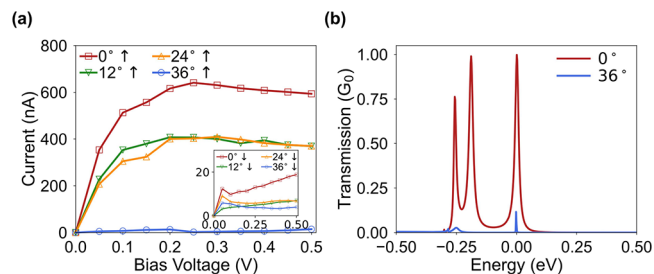 (a)
800
600
400
200
0
Current (nA)
0° ↑
24° ↑
12° ↑
36° ↑
20
0
0° ↓
24° ↓
12° ↓
36° ↓
0.00 0.25 0.50
0.0 0.1 0.2 0.3 0.4 0.5
Bias Voltage (V)
(b)
1.00
0.75
0.50
0.25
0.00
Transmission (G0)
0°
36°
−0.50 −0.25 0.00 0.25 0.50
Energy (eV)